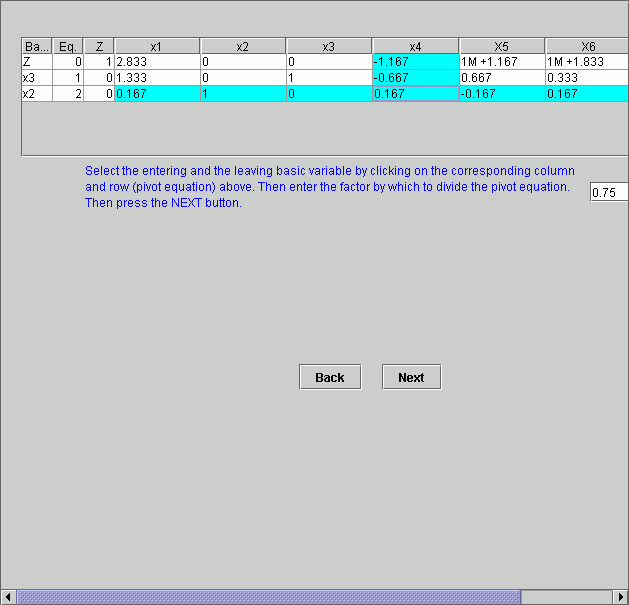 Ba... Eq. Z x1 x2 x3 x4 X5 X6
Z 0 1 2.833 0 0 -1.167 1M +1.167 1M +1.833
x3 1 0 1.333 0 1 -0.667 0.667 0.333
x2 2 0 0.167 1 0 0.167 -0.167 0.167
Select the entering and the leaving basic variable by clicking on the corresponding column
and row (pivot equation) above. Then enter the factor by which to divide the pivot equation.
Then press the NEXT button.
0.75
Back Next